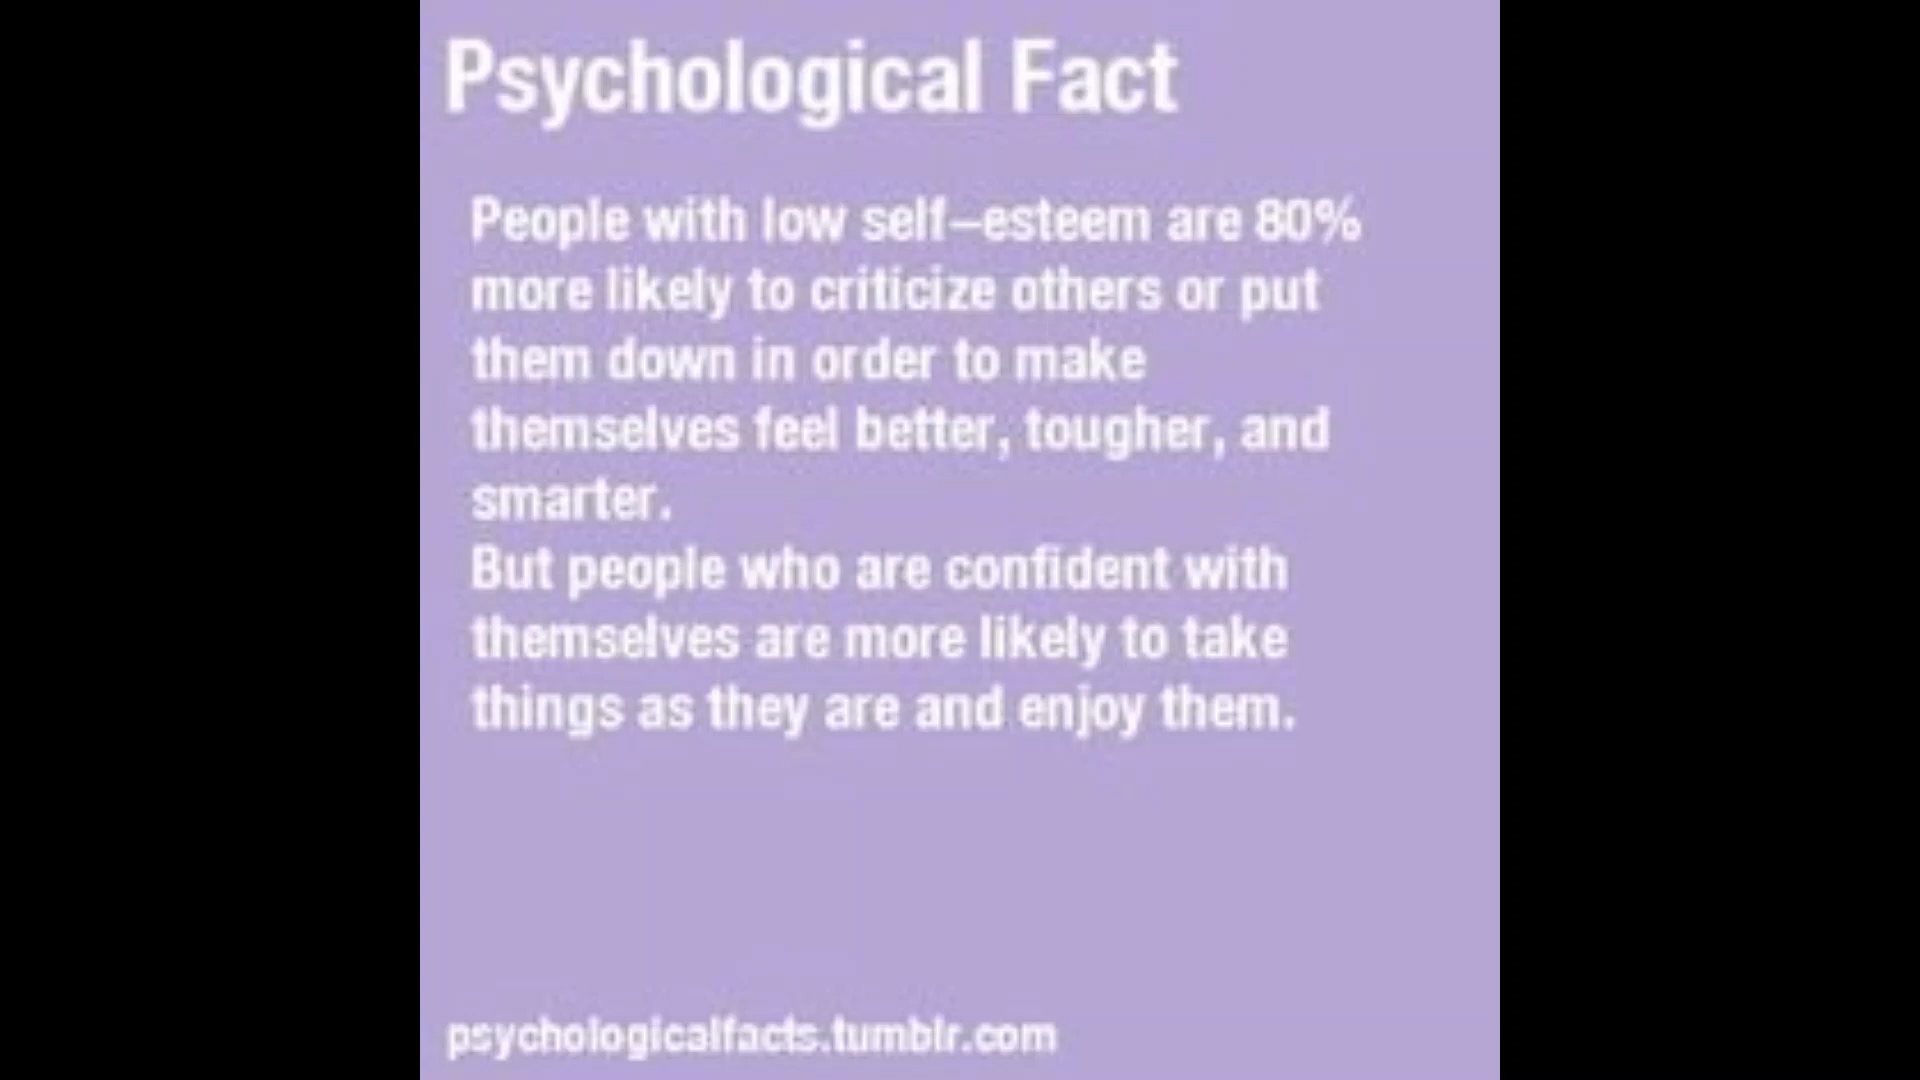 Psychological Fact
People with low self-esteem are 80%
more likely to criticize others or put
them down in order to make
themselves feel better, tougher, and
smarter.
But people who are confident with
themselves are more likely to take
things as they are and enjoy them.
psychologicalfacts.tumblr.com